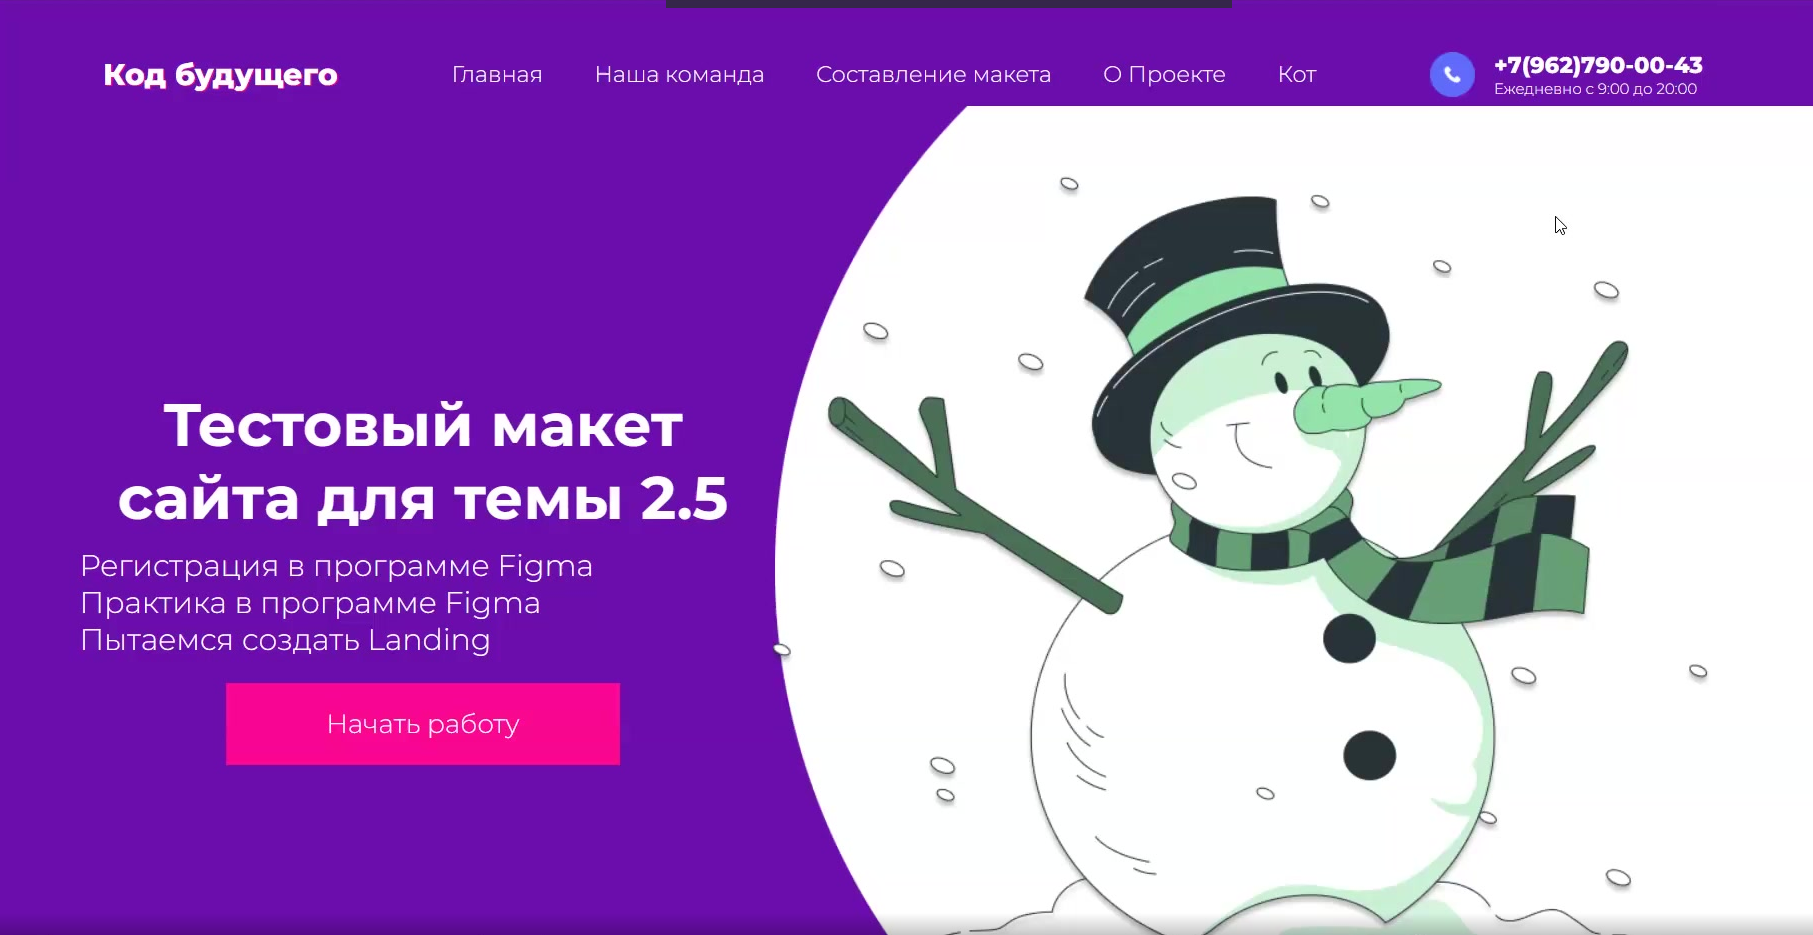 Код будущего
Главная
Наша команда
Составление макета
О Проекте
Кот
+7(962)790-00-43
Ежедневно с 9:00 до 20:00
Тестовый макет
сайта для темы 2.5
Регистрация в программе Figma
Практика в программе Figma
Пытаемся создать Landing
Начать работу